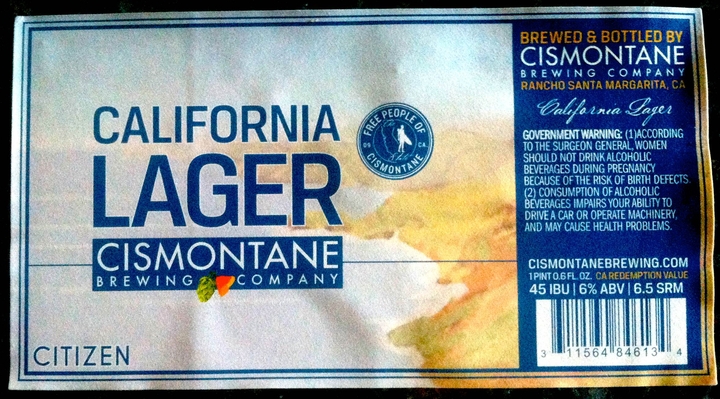 CALIFORNIA
LAGER
CISMONTANE
BREWING COMPANY
FREE PEOPLE OF
09 CA.
CISMONTANE
CITIZEN
BREWED & BOTTLED BY
CISMONTANE
BREWING COMPANY
RANCHO SANTA MARGARITA, CA
California Lager
GOVERNMENT WARNING: (1)ACCORDING
TO THE SURGEON GENERAL, WOMEN
SHOULD NOT DRINK ALCOHOLIC
BEVERAGES DURING PREGNANCY
BECAUSE OF THE RISK OF BIRTH DEFECTS.
(2) CONSUMPTION OF ALCOHOLIC
BEVERAGES IMPAIRS YOUR ABILITY TO
DRIVE A CAR OR OPERATE MACHINERY,
AND MAY CAUSE HEALTH PROBLEMS.
CISMONTANEBREWING.COM
1 PINT 0.6 FL. OZ. CA REDEMPTION VALUE
45 IBU | 6% ABV | 6.5 SRM
3 11564 84613 4